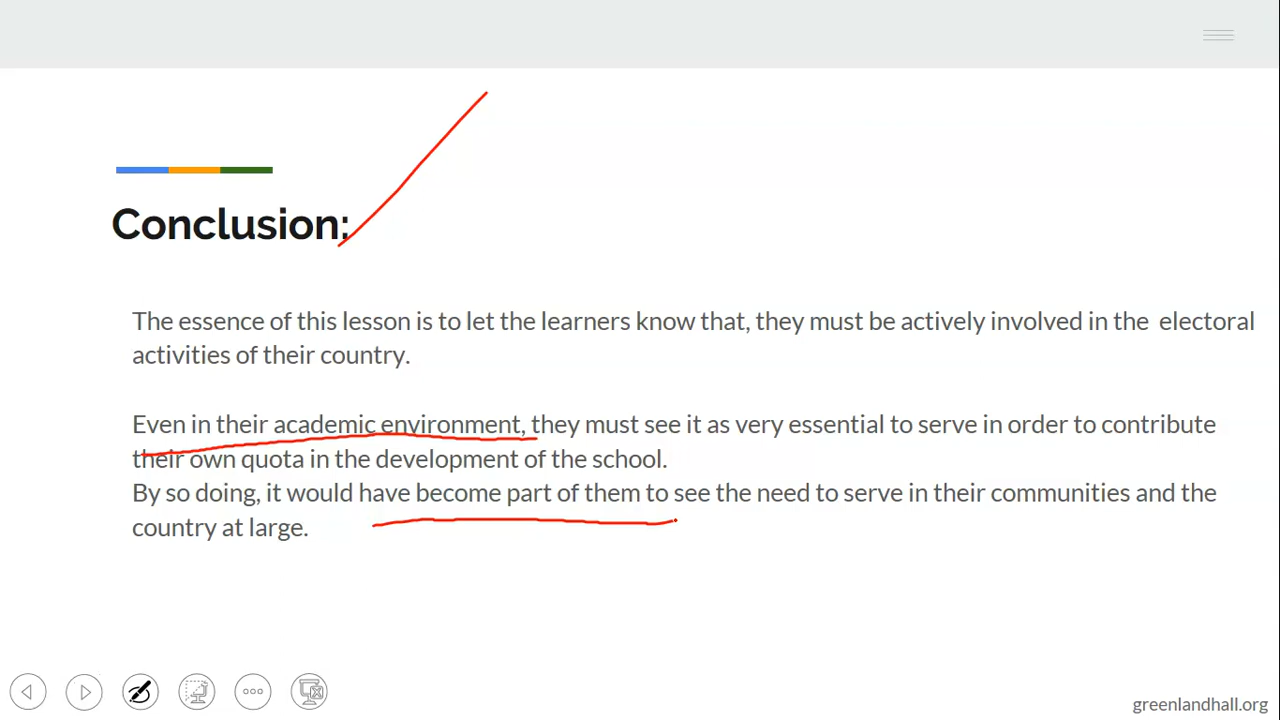 Conclusion:
The essence of this lesson is to let the learners know that, they must be actively involved in the electoral
activities of their country.
Even in their academic environment, they must see it as very essential to serve in order to contribute
their own quota in the development of the school.
By so doing, it would have become part of them to see the need to serve in their communities and the
country at large.
greenlandhall.org